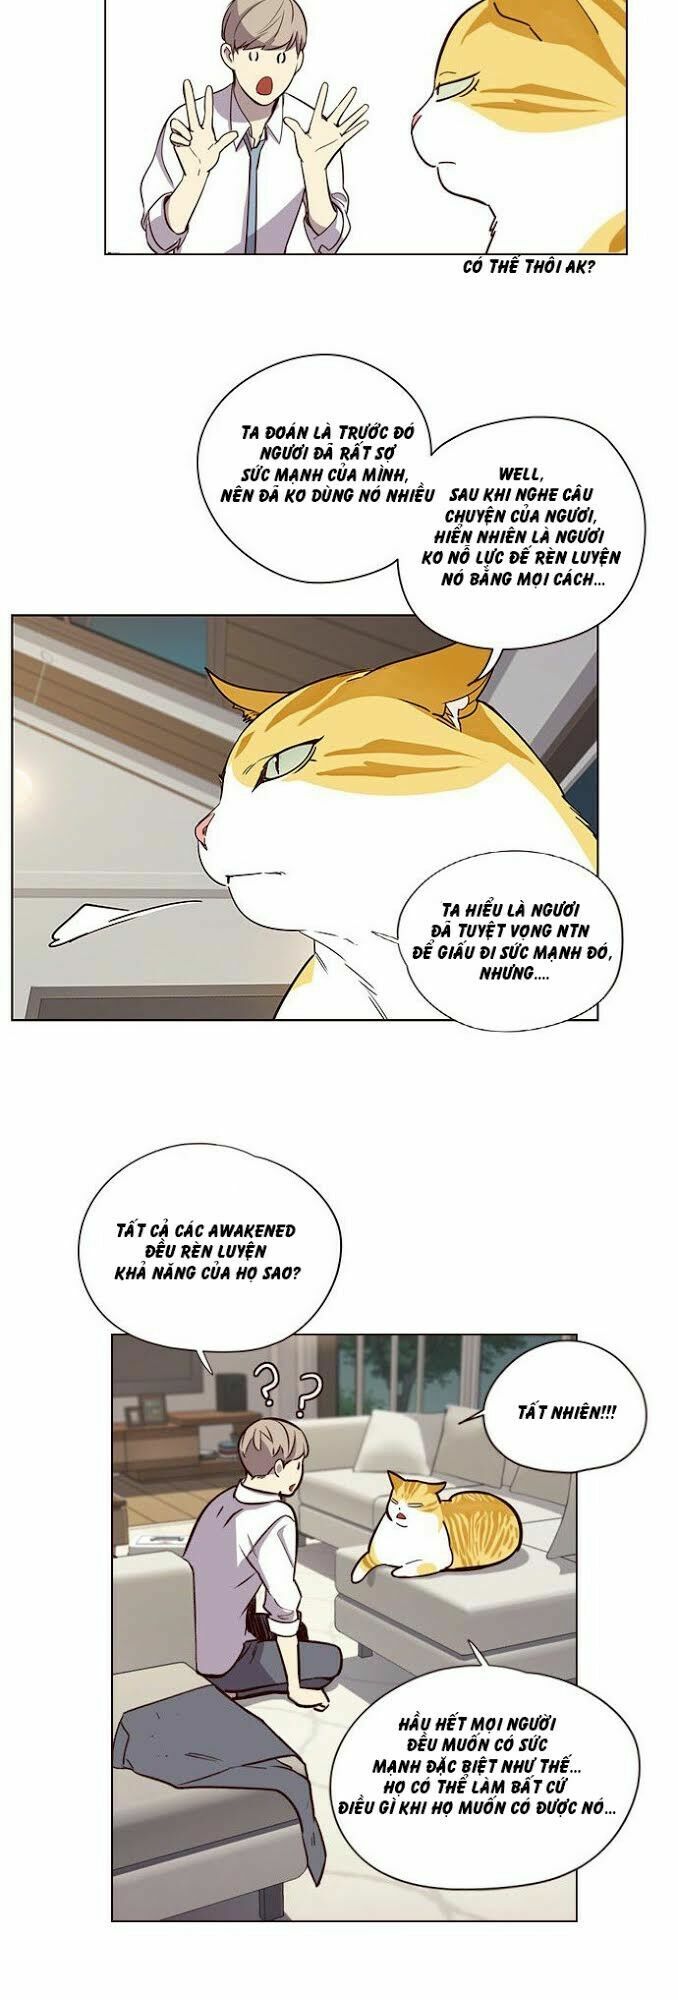 CÓ THẾ THÔI AK?
TA ĐOÁN LÀ TRƯỚC ĐÓ
NGƯƠI ĐÃ RẤT SỢ
SỨC MẠNH CỦA MÌNH,
NÊN ĐÃ KO DÙNG NÓ NHIỀU
WELL,
SAU KHI NGHE CÂU
CHUYỆN CỦA NGƯƠI,
HIỂN NHIÊN LÀ NGƯƠI
KO NỖ LỰC ĐỂ RÈN LUYỆN
NÓ BẰNG MỌI CÁCH...
TA HIỂU LÀ NGƯƠI
ĐÃ TUYỆT VỌNG NTN
ĐỂ GIẤU ĐI SỨC MẠNH ĐÓ,
NHƯNG....
TẤT CẢ CÁC AWAKENED
ĐỀU RÈN LUYỆN
KHẢ NĂNG CỦA HỌ SAO?
??
TẤT NHIÊN!!!
HẦU HẾT MỌI NGƯỜI
ĐỀU MUỐN CÓ SỨC
MẠNH ĐẶC BIỆT NHƯ THẾ...
HỌ CÓ THỂ LÀM BẤT CỨ
ĐIỀU GÌ KHI HỌ MUỐN CÓ ĐƯỢC NÓ...